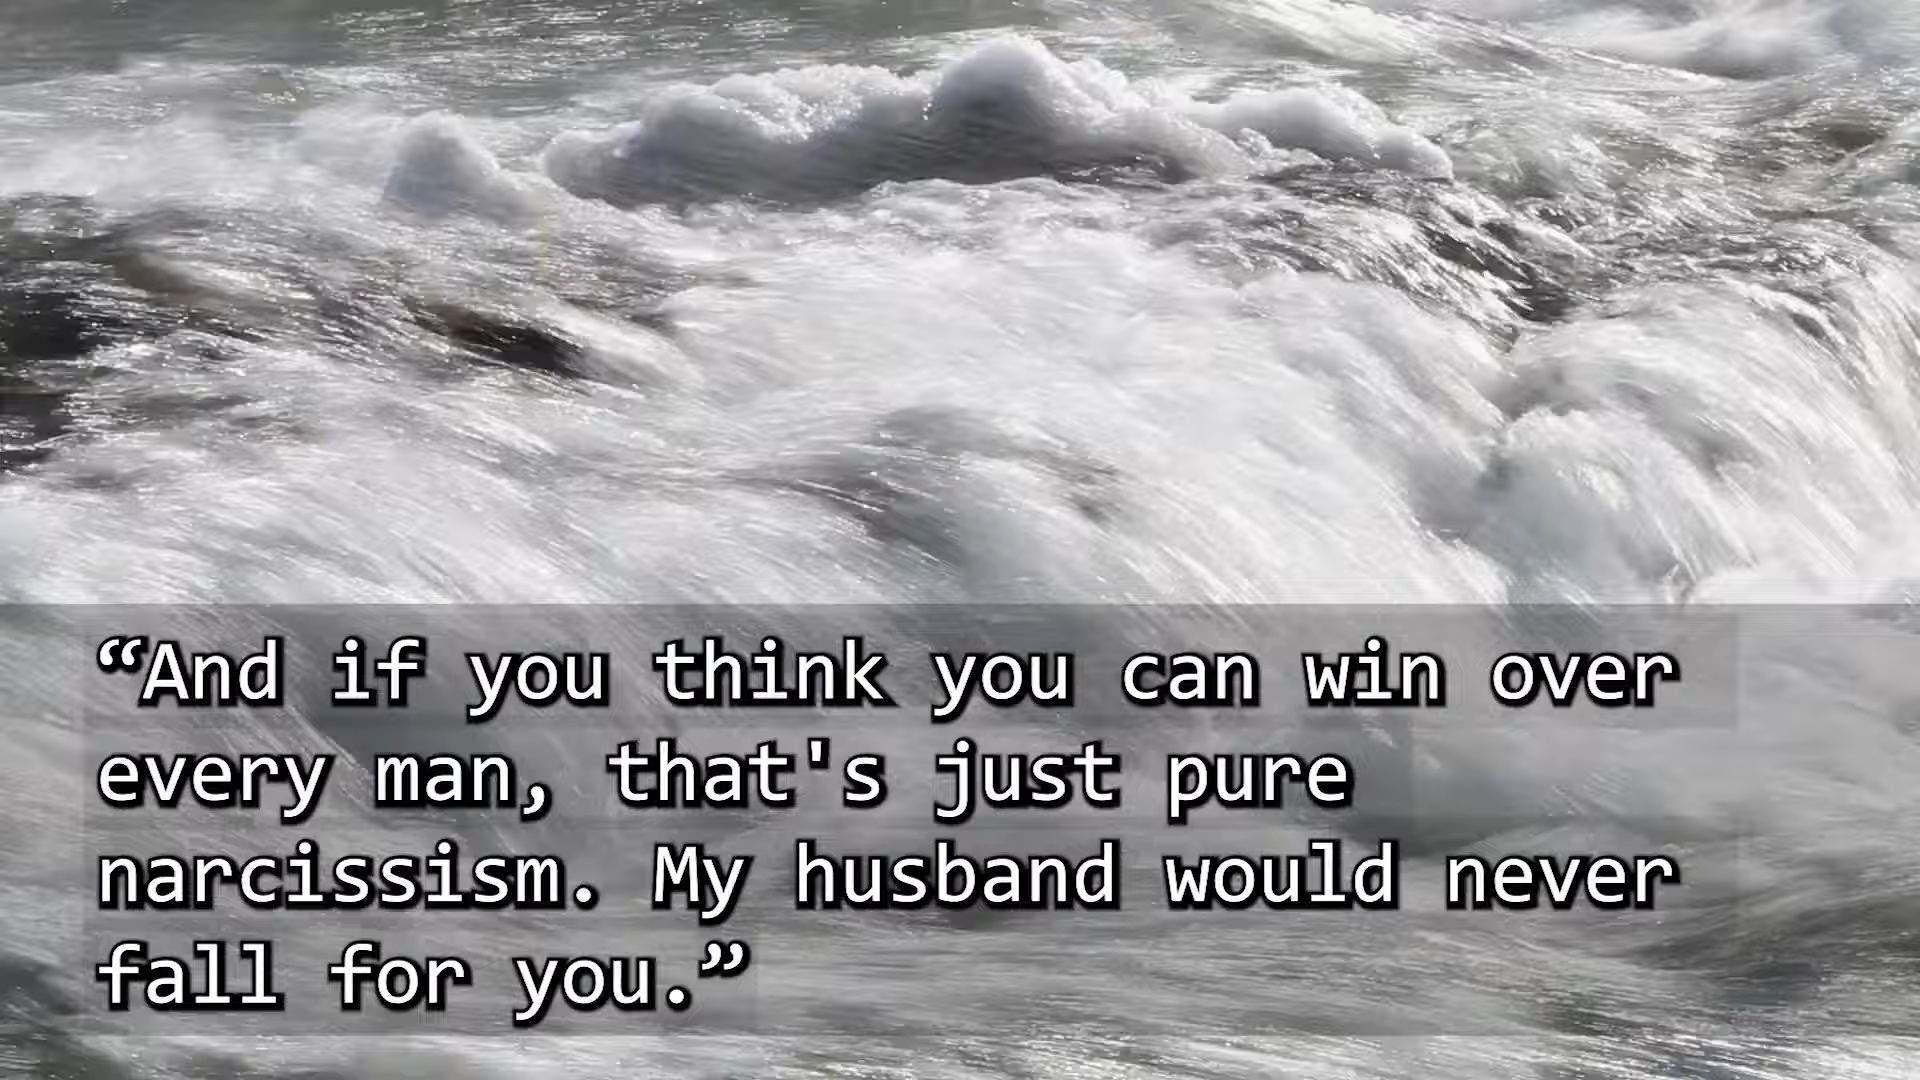 “And if you think you can win over
every man, that's just pure
narcissism. My husband would never
fall for you.”